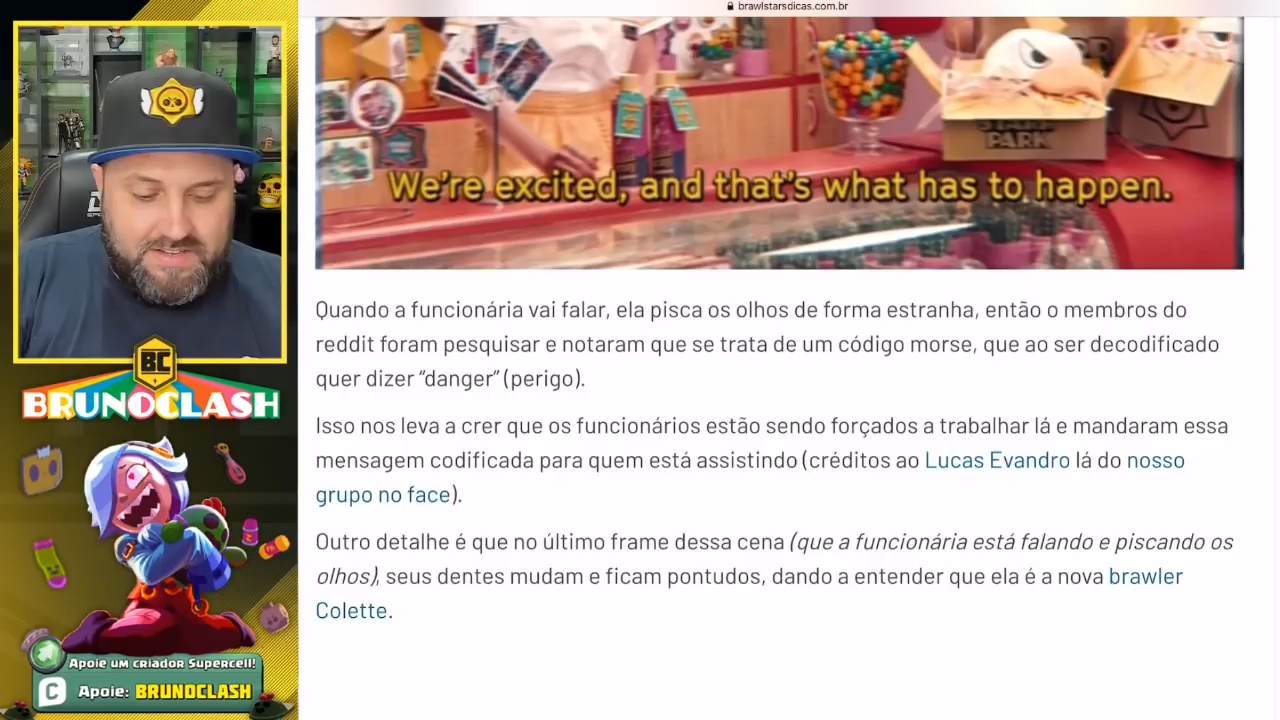 brawlstarsdicas.com.br
STARR
PARK
We're excited, and that's what has to happen.
Quando a funcionária vai falar, ela pisca os olhos de forma estranha, então o membros do
reddit foram pesquisar e notaram que se trata de um código morse, que ao ser decodificado
quer dizer “danger” (perigo).
Isso nos leva a crer que os funcionários estão sendo forçados a trabalhar lá e mandaram essa
mensagem codificada para quem está assistindo (créditos ao Lucas Evandro lá do nosso
grupo no face).
Outro detalhe é que no último frame dessa cena (que a funcionária está falando e piscando os
olhos), seus dentes mudam e ficam pontudos, dando a entender que ela é a nova brawler
Colette.
BC
BRUNOCLASH
Apoie um criador Supercell!
C Apoie: BRUNOCLASH